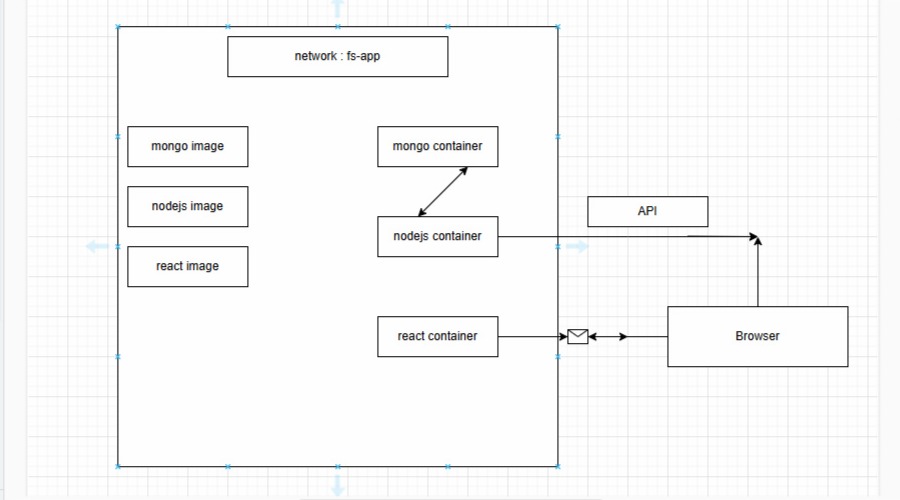 network : fs-app
mongo image
mongo container
nodejs image
API
nodejs container
react image
react container
Browser